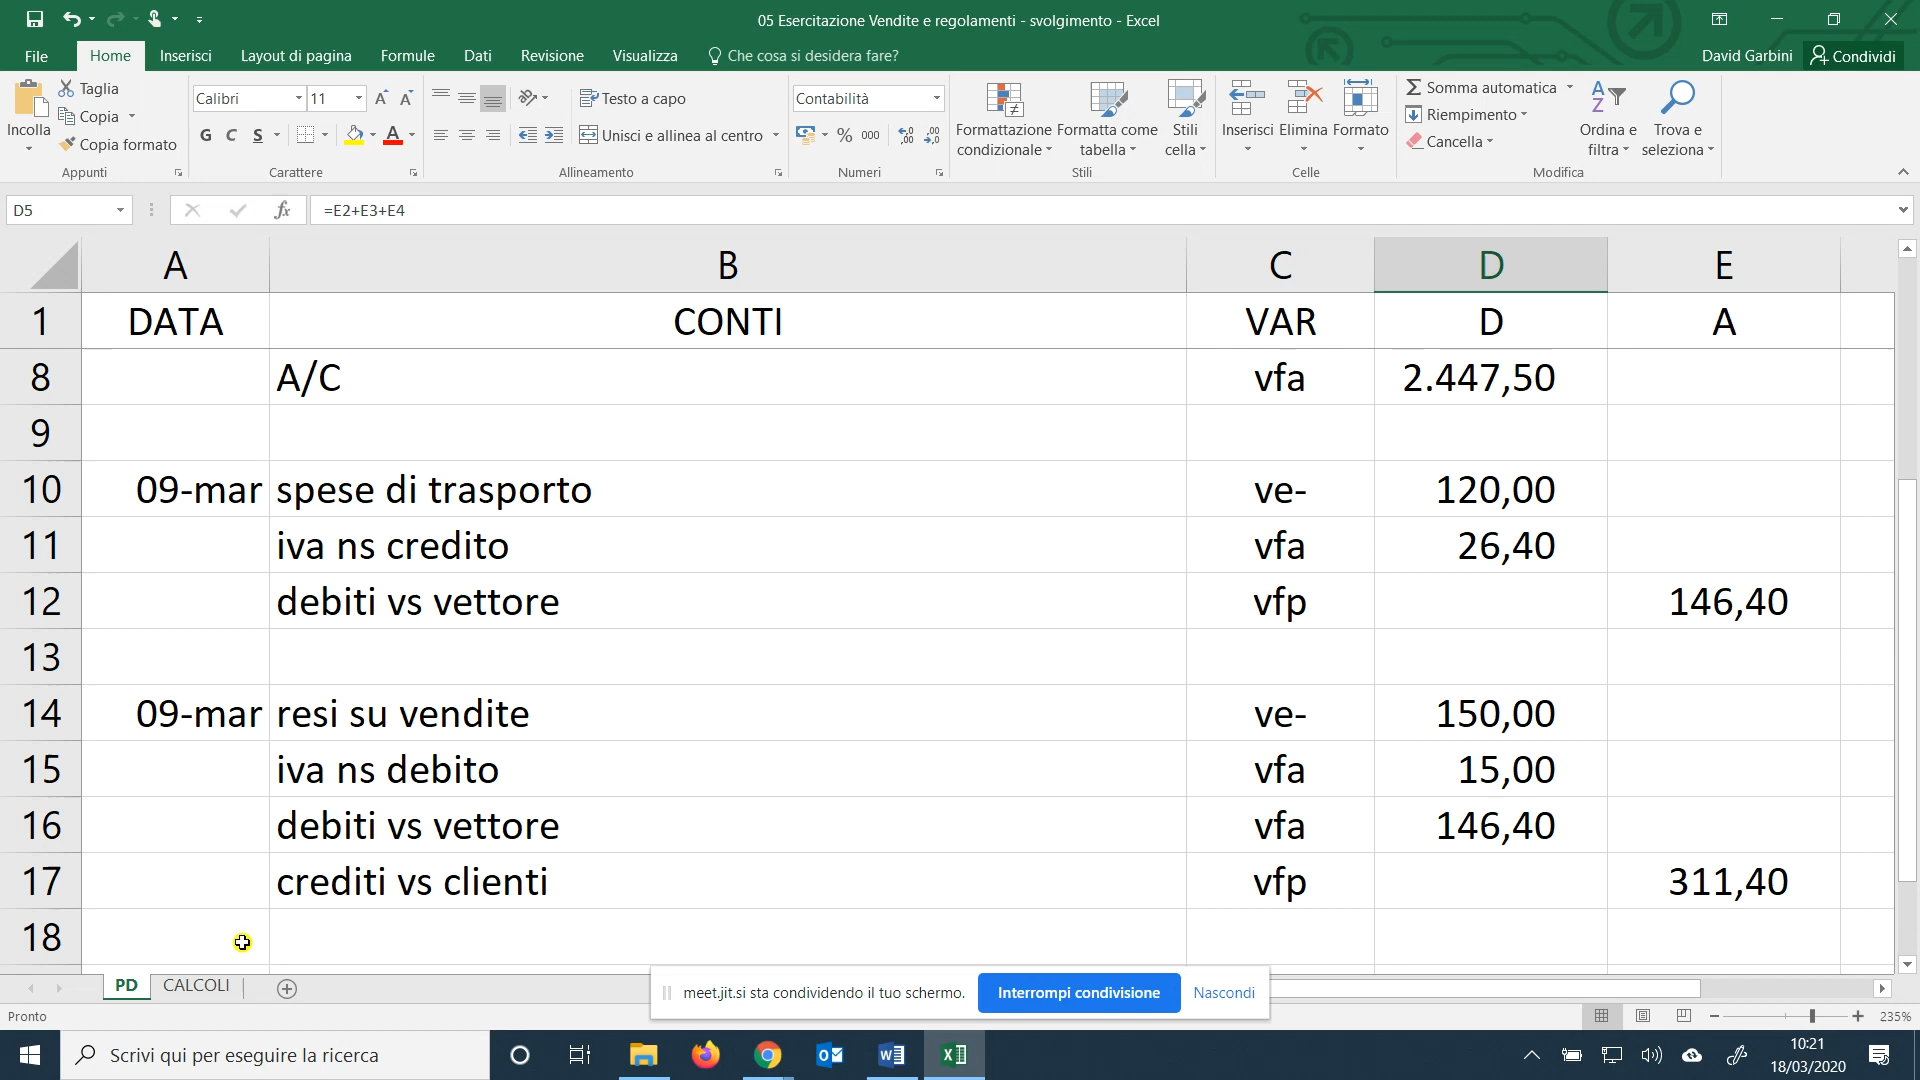 05 Esercitazione Vendite e regolamenti - svolgimento - Excel
File Home Inserisci Layout di pagina Formule Dati Revisione Visualizza Che cosa si desidera fare? David Garbini Condividi
Incolla
Taglia
Copia
Copia formato
Appunti
Calibri 11
G C S
Carattere
Testo a capo
Unisci e allinea al centro
Allineamento
Contabilità
% 000
Numeri
Formattazione condizionale
Formatta come tabella
Stili cella
Stili
Inserisci Elimina Formato
Celle
Somma automatica
Riempimento
Cancella
Ordina e filtra
Trova e seleziona
Modifica
D5 fx =E2+E3+E4
A B C D E
1 DATA CONTI VAR D A
8 A/C vfa 2.447,50
9
10 09-mar spese di trasporto ve- 120,00
11 iva ns credito vfa 26,40
12 debiti vs vettore vfp 146,40
13
14 09-mar resi su vendite ve- 150,00
15 iva ns debito vfa 15,00
16 debiti vs vettore vfa 146,40
17 crediti vs clienti vfp 311,40
18
PD CALCOLI
meet.jit.si sta condividendo il tuo schermo. Interrompi condivisione Nascondi
Pronto 235%
Scrivi qui per eseguire la ricerca
10:21
18/03/2020